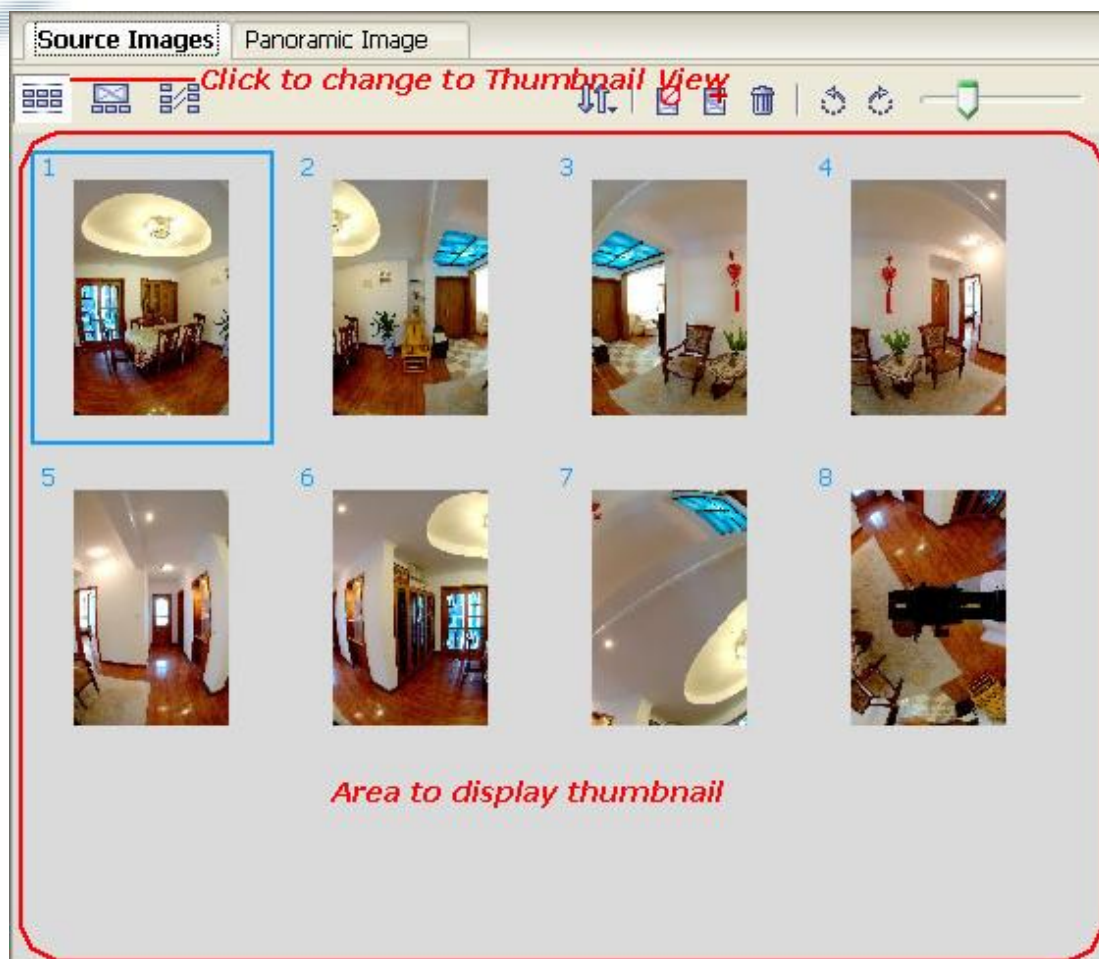 Source Images Panoramic Image
Click to change to Thumbnail View
1 2 3 4
5 6 7 8
Area to display thumbnail